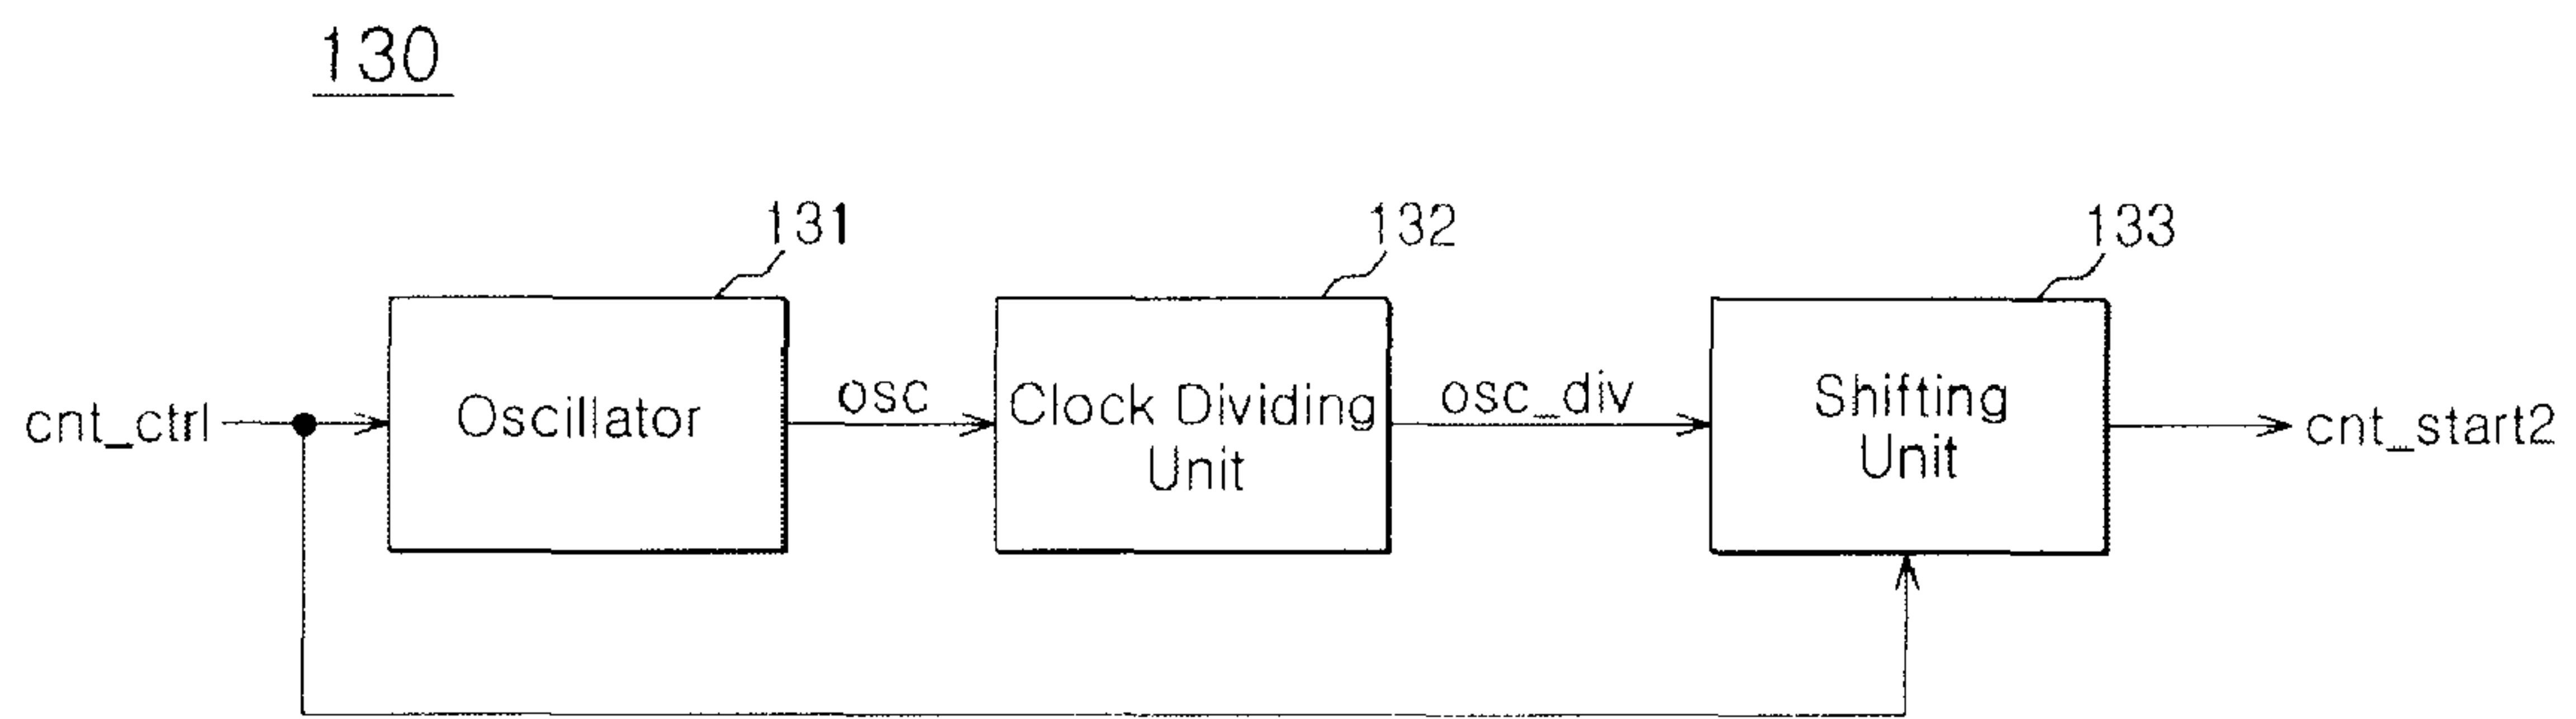 130
131
132
133
cnt_ctrl
Oscillator
osc
Clock Dividing
Unit
osc_div
Shifting
Unit
cnt_start2